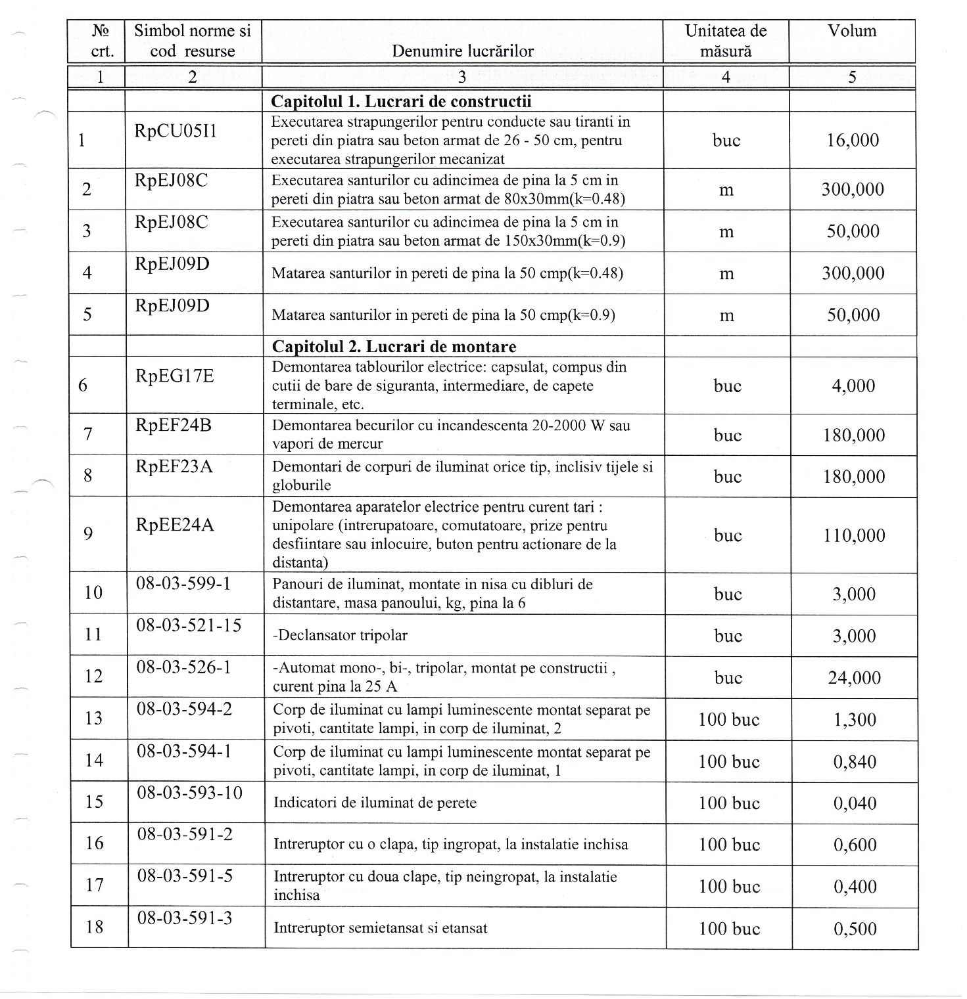 № crt.
Simbol norme si cod resurse
Denumire lucrărilor
Unitatea de măsură
Volum
1 2 3 4 5
Capitolul 1. Lucrari de constructii
1 RpCU05I1 Executarea strapungerilor pentru conducte sau tiranti in
pereti din piatra sau beton armat de 26 - 50 cm, pentru
executarea strapungerilor mecanizat
buc 16,000
2 RpEJ08C Executarea santurilor cu adincimea de pina la 5 cm in
pereti din piatra sau beton armat de 80x30mm(k=0.48)
m 300,000
3 RpEJ08C Executarea santurilor cu adincimea de pina la 5 cm in
pereti din piatra sau beton armat de 150x30mm(k=0.9)
m 50,000
4 RpEJ09D Matarea santurilor in pereti de pina la 50 cmp(k=0.48) m 300,000
5 RpEJ09D Matarea santurilor in pereti de pina la 50 cmp(k=0.9) m 50,000
Capitolul 2. Lucrari de montare
6 RpEG17E Demontarea tablourilor electrice: capsulat, compus din
cutii de bare de siguranta, intermediare, de capete
terminale, etc.
buc 4,000
7 RpEF24B Demontarea becurilor cu incandescenta 20-2000 W sau
vapori de mercur
buc 180,000
8 RpEF23A Demontari de corpuri de iluminat orice tip, inclisiv tijele si
globurile
buc 180,000
9 RpEE24A Demontarea aparatelor electrice pentru curent tari :
unipolare (intrerupatoare, comutatoare, prize pentru
desfiintare sau inlocuire, buton pentru actionare de la
distanta)
buc 110,000
10 08-03-599-1 Panouri de iluminat, montate in nisa cu dibluri de
distantare, masa panoului, kg, pina la 6
buc 3,000
11 08-03-521-15 -Declansator tripolar buc 3,000
12 08-03-526-1 -Automat mono-, bi-, tripolar, montat pe constructii ,
curent pina la 25 A
buc 24,000
13 08-03-594-2 Corp de iluminat cu lampi luminescente montat separat pe
pivoti, cantitate lampi, in corp de iluminat, 2
100 buc 1,300
14 08-03-594-1 Corp de iluminat cu lampi luminescente montat separat pe
pivoti, cantitate lampi, in corp de iluminat, 1
100 buc 0,840
15 08-03-593-10 Indicatori de iluminat de perete 100 buc 0,040
16 08-03-591-2 Intreruptor cu o clapa, tip ingropat, la instalatie inchisa 100 buc 0,600
17 08-03-591-5 Intreruptor cu doua clape, tip neingropat, la instalatie
inchisa
100 buc 0,400
18 08-03-591-3 Intreruptor semietansat si etansat 100 buc 0,500